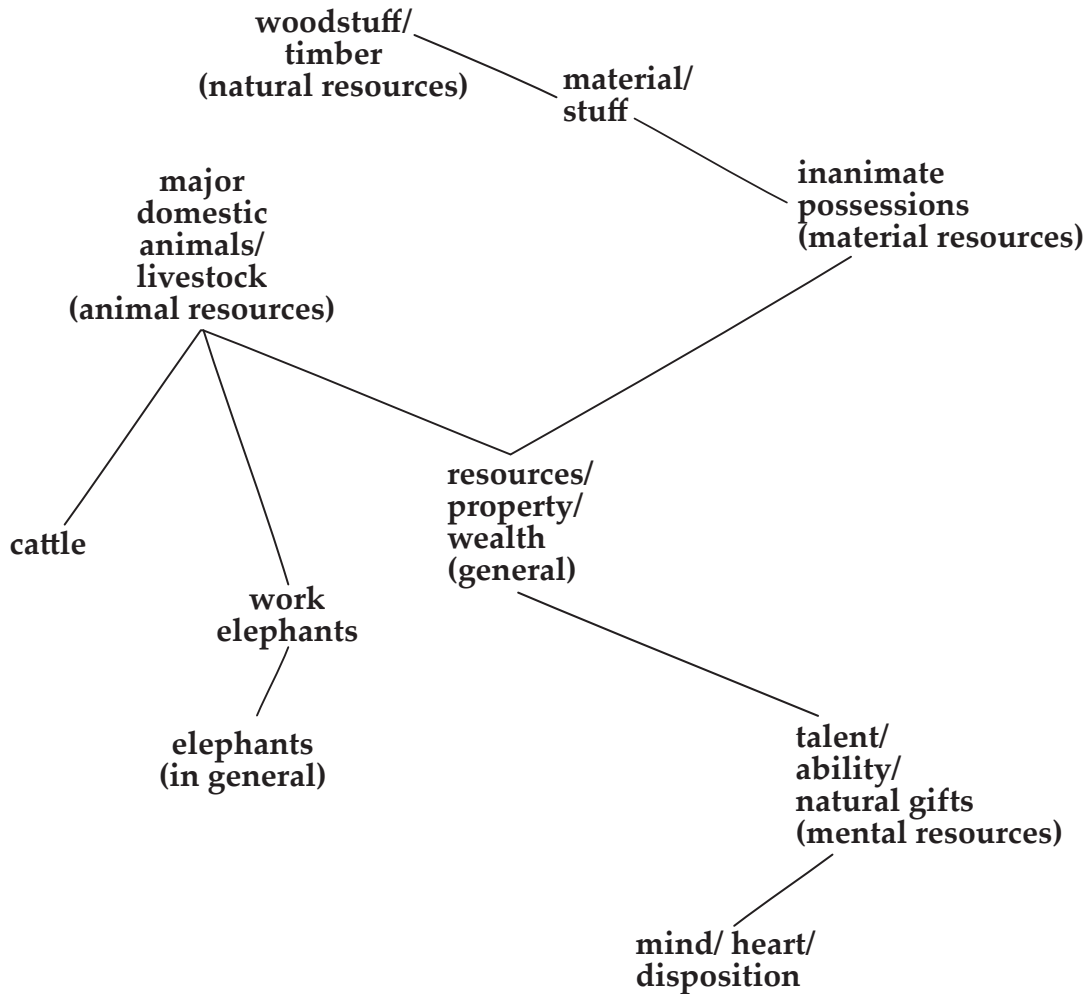 woodstuff/
timber
(natural resources)
material/
stuff
inanimate
possessions
(material resources)
major
domestic
animals/
livestock
(animal resources)
resources/
property/
wealth
(general)
cattle
work
elephants
elephants
(in general)
talent/
ability/
natural gifts
(mental resources)
mind/ heart/
disposition